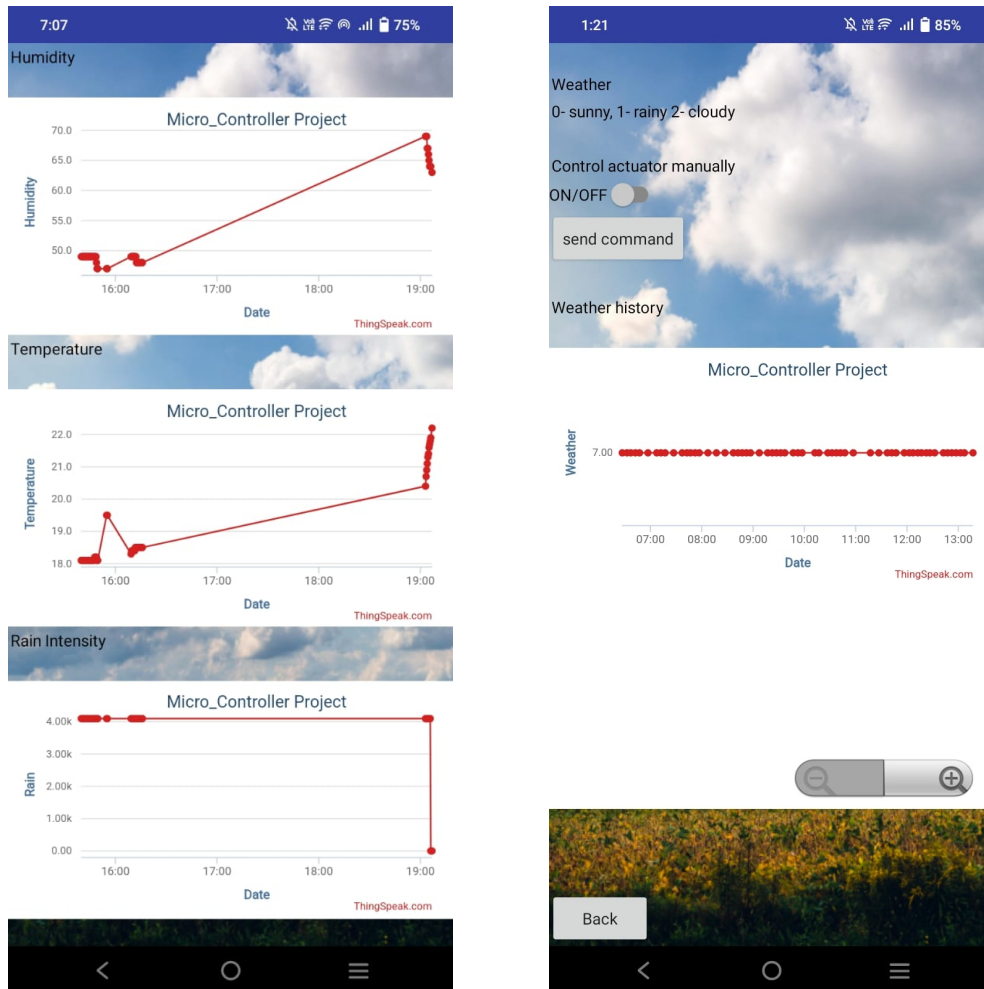 7:07
VoI LTE 75%
Humidity
Micro_Controller Project
70.0
65.0
60.0
55.0
50.0
Humidity
16:00 17:00 18:00 19:00
Date
ThingSpeak.com
Temperature
Micro_Controller Project
22.0
21.0
20.0
19.0
18.0
Temperature
16:00 17:00 18:00 19:00
Date
ThingSpeak.com
Rain Intensity
Micro_Controller Project
4.00k
3.00k
2.00k
1.00k
0.00
Rain
16:00 17:00 18:00 19:00
Date
ThingSpeak.com
1:21
LTE 85%
Weather
0- sunny, 1- rainy 2- cloudy
Control actuator manually
ON/OFF
send command
Weather history
Micro_Controller Project
Weather
7.00
07:00 08:00 09:00 10:00 11:00 12:00 13:00
Date
ThingSpeak.com
Back